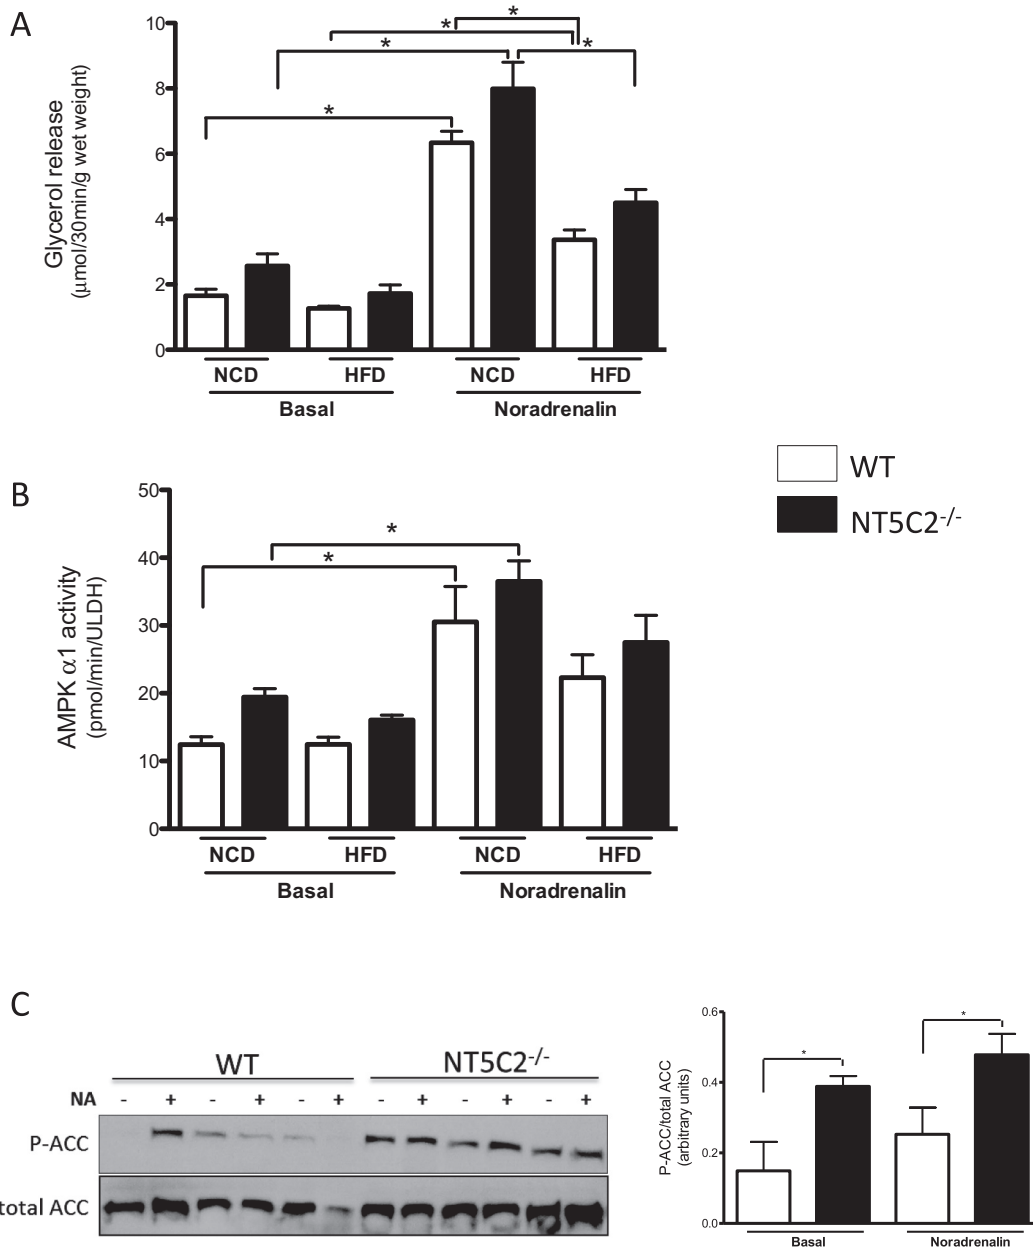 A
Glycerol release
(µmol/30min/g wet weight)
10
8
6
4
2
0
*
*
*
*
*
NCD
HFD
NCD
HFD
Basal
Noradrenalin
WT
NT5C2-/-
B
AMPK α1 activity
(pmol/min/ULDH)
50
40
30
20
10
0
*
*
NCD
HFD
NCD
HFD
Basal
Noradrenalin
C
WT
NT5C2-/-
NA - + - + - + - + - + - +
P-ACC
total ACC
P-ACC/total ACC
(arbitrary units)
0.6
0.4
0.2
0.0
*
*
Basal
Noradrenalin